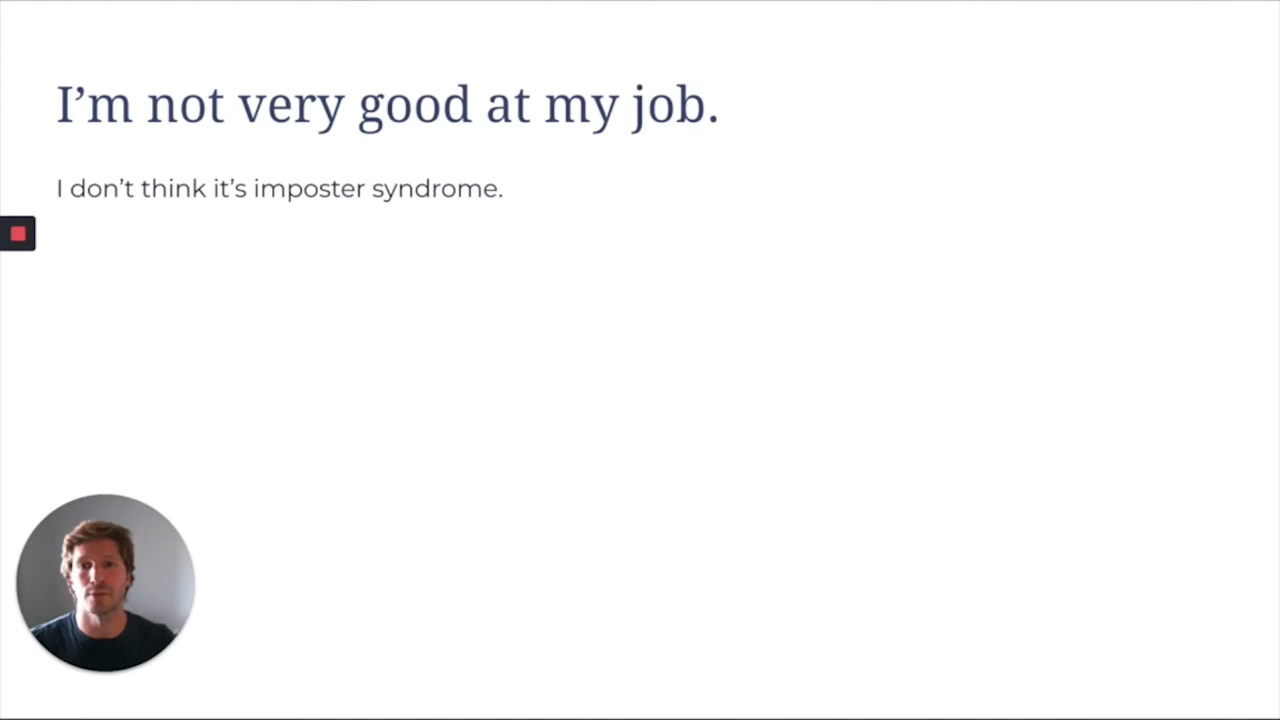 I’m not very good at my job.
I don’t think it’s imposter syndrome.